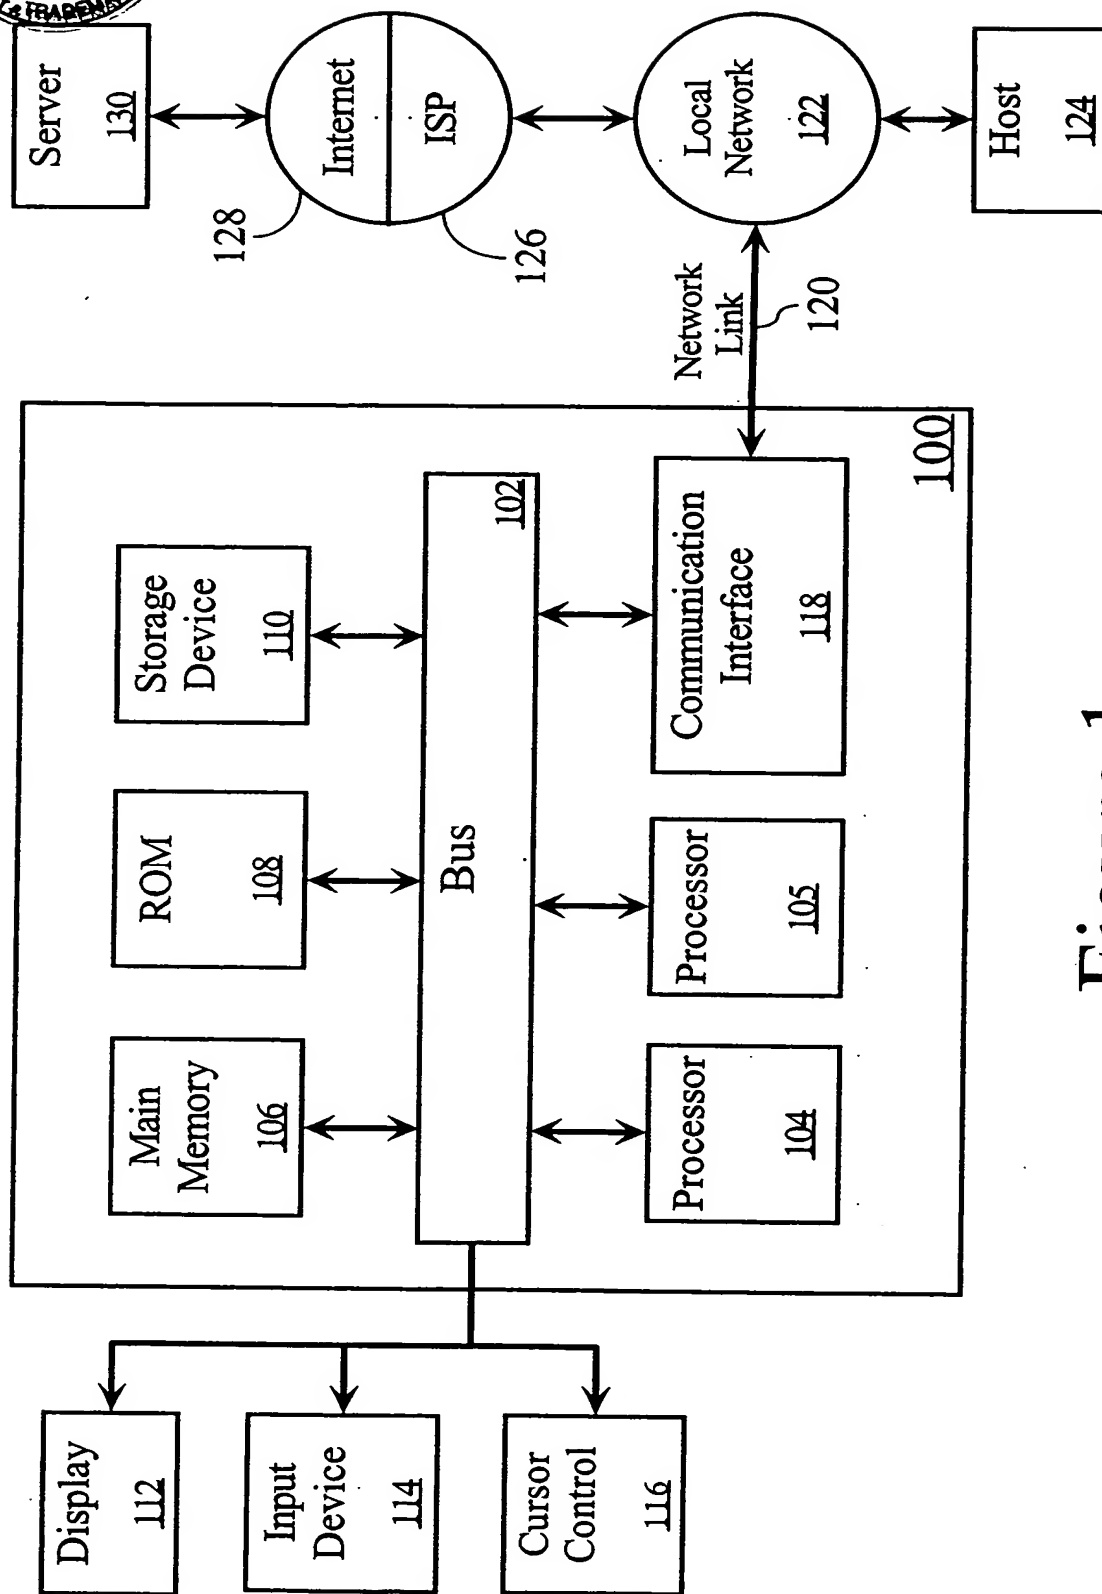 & TRADEM
Display
112
Input
Device
114
Cursor
Control
116
Main
Memory
106
ROM
108
Storage
Device
110
Bus
102
Processor
104
Processor
105
Communication
Interface
118
100
Network
Link
120
Server
130
128
Internet
ISP
126
Local
Network
122
Host
124
Figure 1